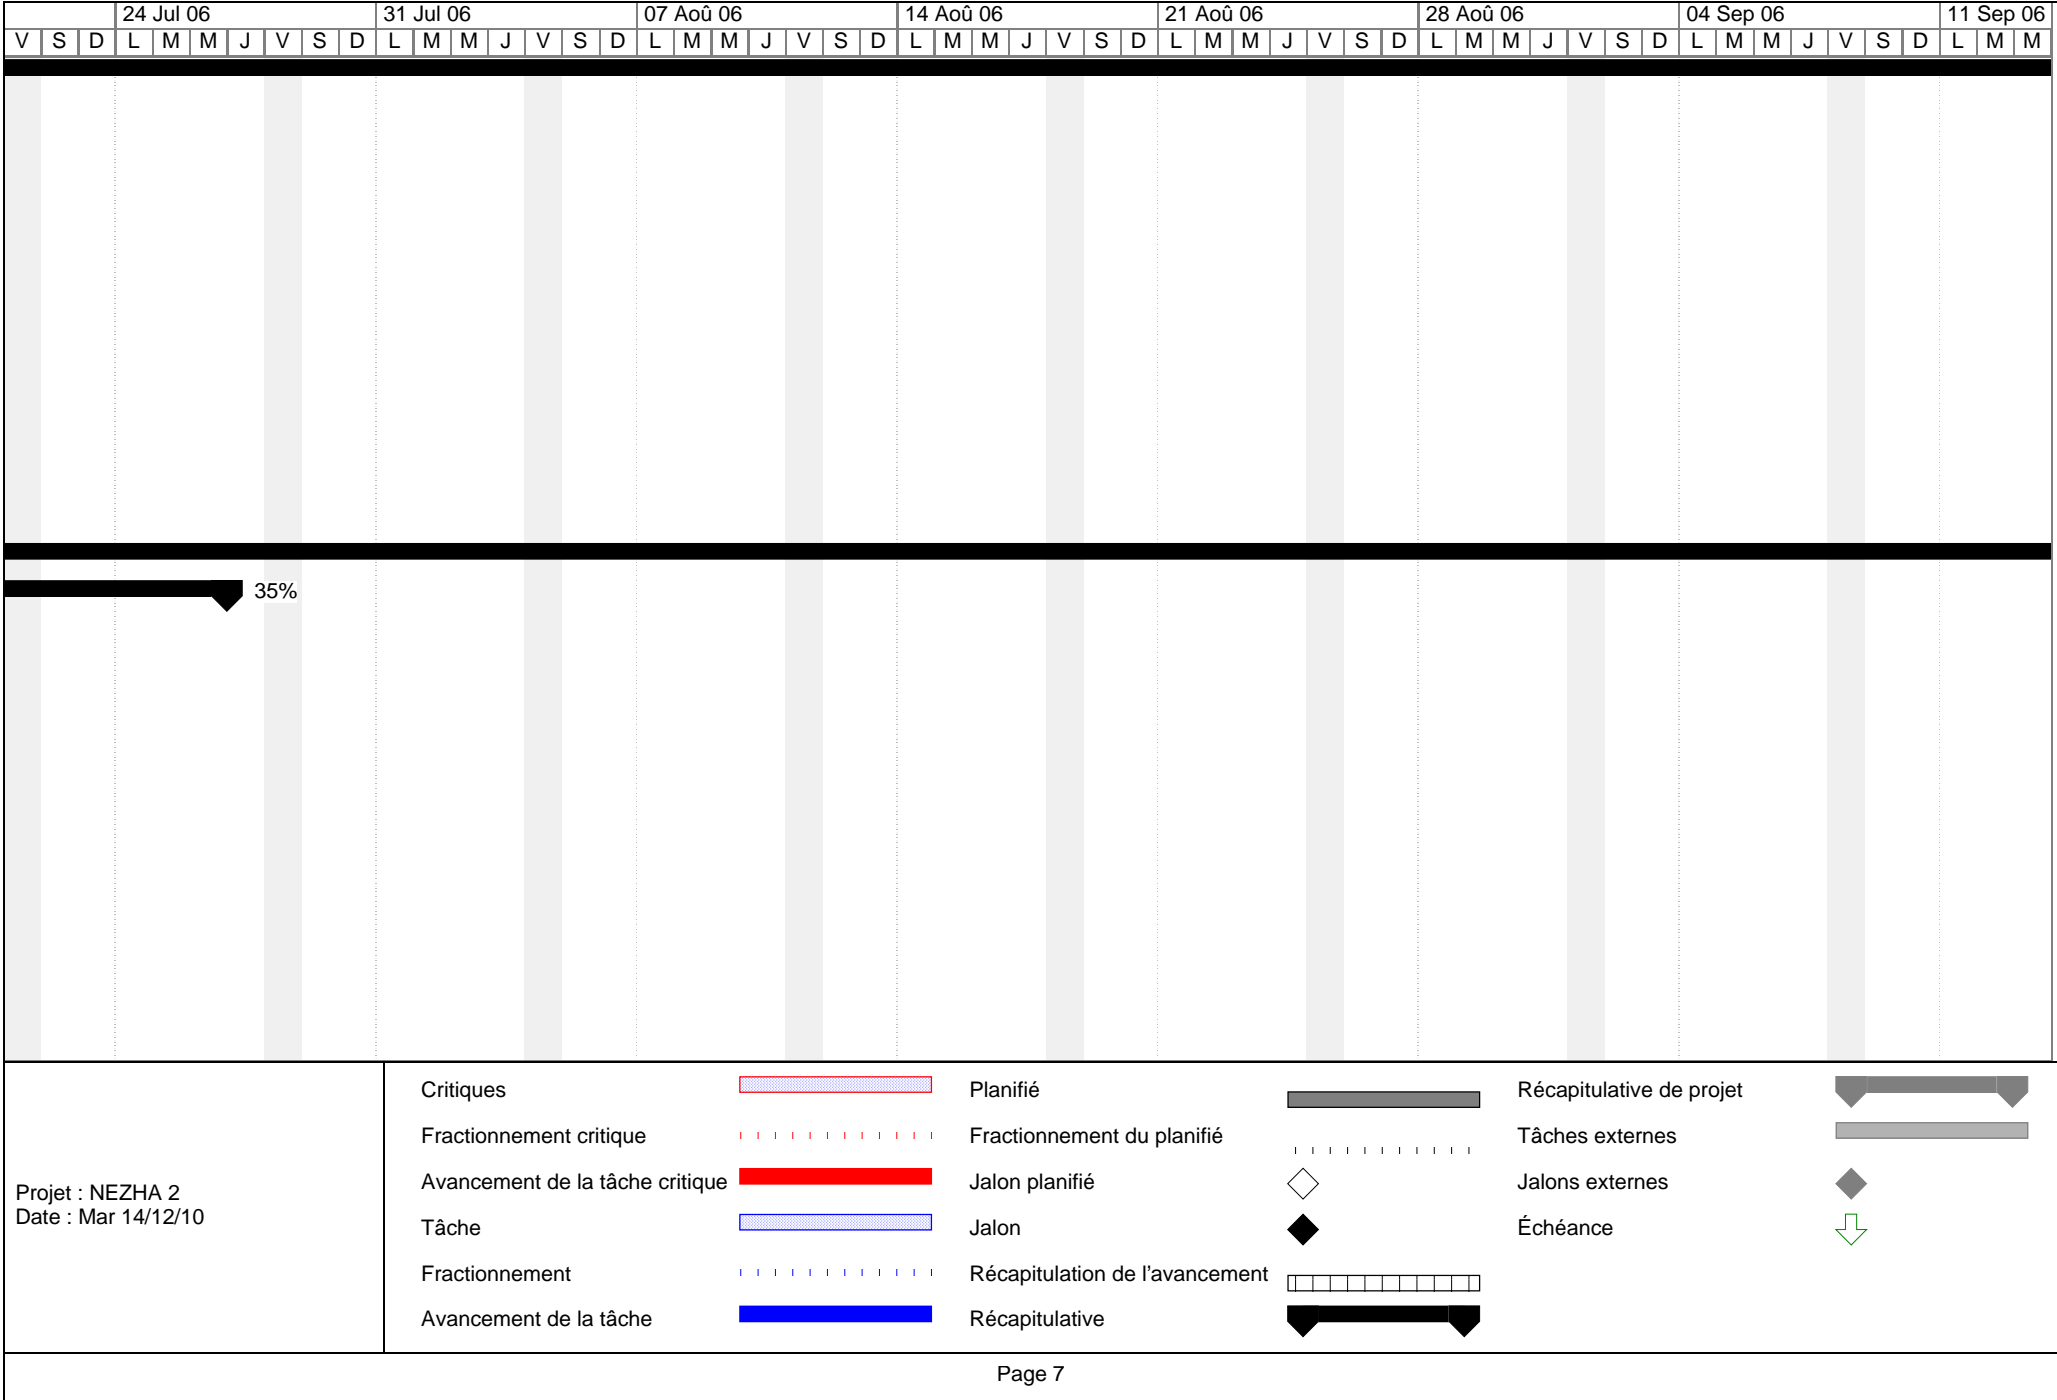 24 Jul 06 31 Jul 06 07 Aoû 06 14 Aoû 06 21 Aoû 06 28 Aoû 06 04 Sep 06 11 Sep 06
V S D L M M J V S D L M M J V S D L M M J V S D L M M J V S D L M M J V S D L M M J V S D L M M J V S D L M M
35%
Critiques Planifié Récapitulative de projet
Fractionnement critique Fractionnement du planifié Tâches externes
Avancement de la tâche critique Jalon planifié Jalons externes
Projet : NEZHA 2
Date : Mar 14/12/10
Tâche Jalon Échéance
Fractionnement Récapitulation de l'avancement
Avancement de la tâche Récapitulative
Page 7